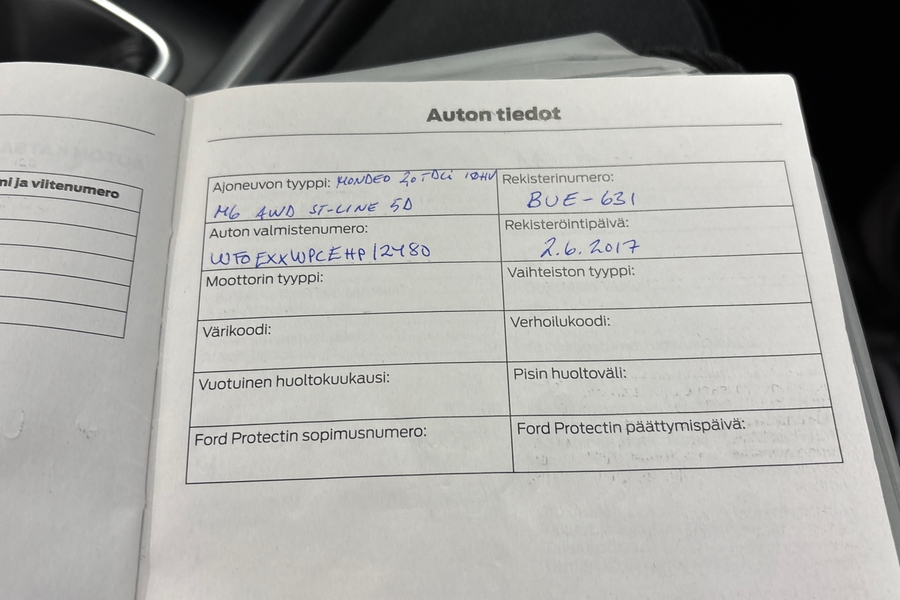 ni ja viitenumero
Auton tiedot
Ajoneuvon tyyppi: MONDEO 2,0 TDCi
M6 AWD ST-LINE 5D
Rekisterinumero:
BUE-631
Auton valmistenumero:
Rekisteröintipäivä:
2.6.2017
Moottorin tyyppi:
Vaihteiston tyyppi:
Värikoodi:
Verhoilukoodi:
Vuotuinen huoltokuukausi:
Pisin huoltoväli:
Ford Protectin sopimusnumero:
Ford Protectin päättymispäivä: